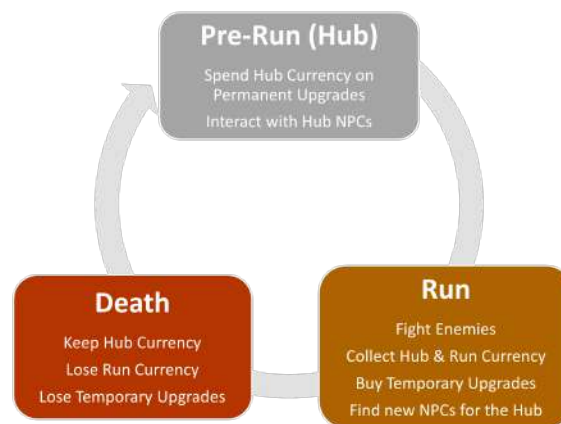 Pre-Run (Hub)
Spend Hub Currency on
Permanent Upgrades
Interact with Hub NPCs
Death
Keep Hub Currency
Lose Run Currency
Lose Temporary Upgrades
Run
Fight Enemies
Collect Hub & Run Currency
Buy Temporary Upgrades
Find new NPCs for the Hub